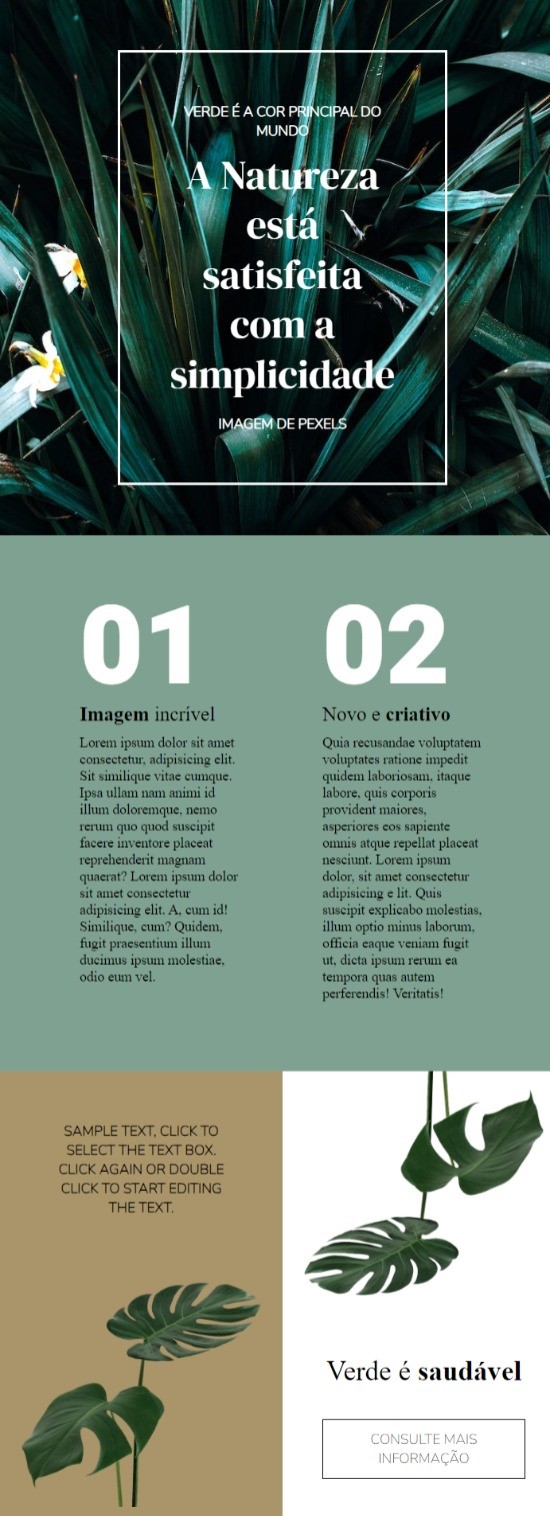 VERDE É A COR PRINCIPAL DO
MUNDO
A Natureza
está
satisfeita
com a
simplicidade
IMAGEM DE PEXELS
01
Imagem incrível
Lorem ipsum dolor sit amet
consectetur, adipisicing elit.
Sit similique vitae cumque.
Ipsa ullam nam animi id
illum doloremque, nemo
rerum quo quod suscipit
facere inventore placeat
reprehenderit magnam
quaerat? Lorem ipsum dolor
sit amet consectetur
adipisicing elit. A, cum id!
Similique, cum? Quidem,
fugit praesentium illum
ducimus ipsum molestiae,
odio eum vel.
02
Novo e criativo
Quia recusandae voluptatem
voluptates ratione impedit
quidem laboriosam, itaque
labore, quis corporis
provident maiores,
asperiores eos sapiente
omnis atque repellat placeat
nesciunt. Lorem ipsum
dolor, sit amet consectetur
adipisicing e lit. Quis
suscipit explicabo molestias,
illum optio minus laborum,
officia eaque veniam fugit
ut, dicta ipsum rerum ea
tempora quas autem
perferendis! Veritatis!
SAMPLE TEXT, CLICK TO
SELECT THE TEXT BOX.
CLICK AGAIN OR DOUBLE
CLICK TO START EDITING
THE TEXT.
Verde é saudável
CONSULTE MAIS
INFORMAÇÃO